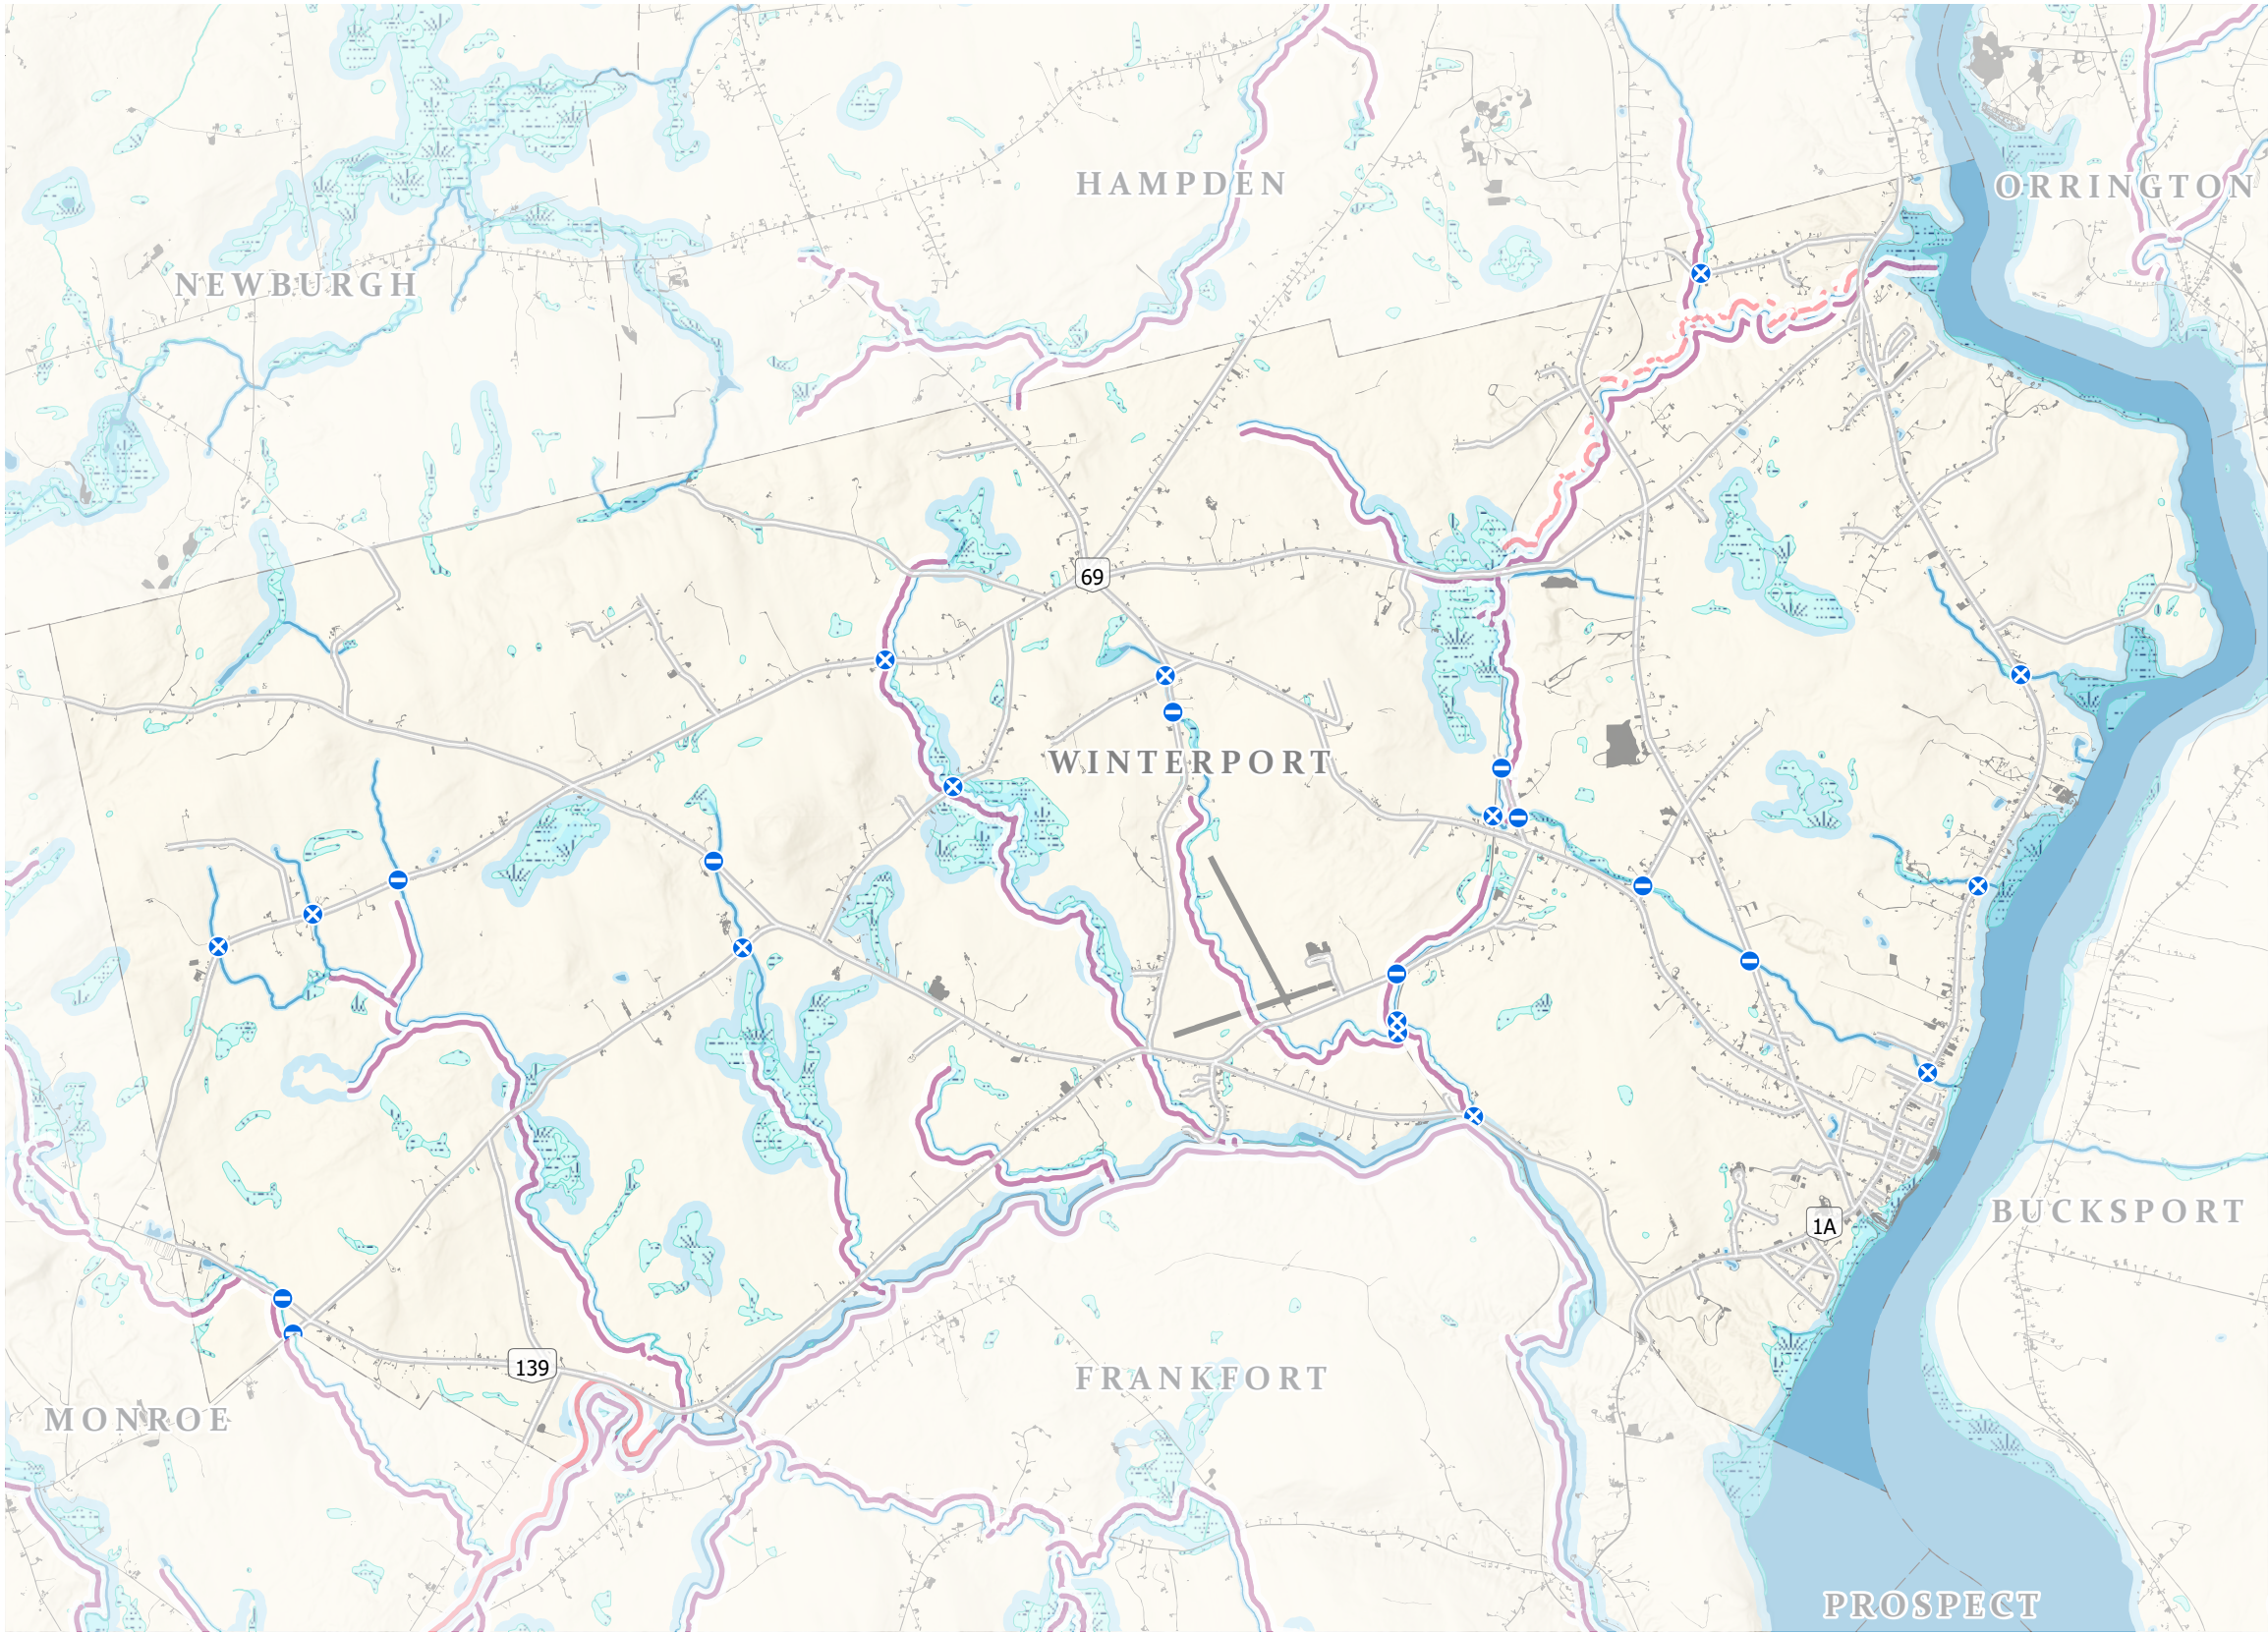 HAMPDEN
ORRINGTON
NEWBURGH
69
WINTERPORT
BUCKSPORT
1A
139
FRANKFORT
MONROE
PROSPECT